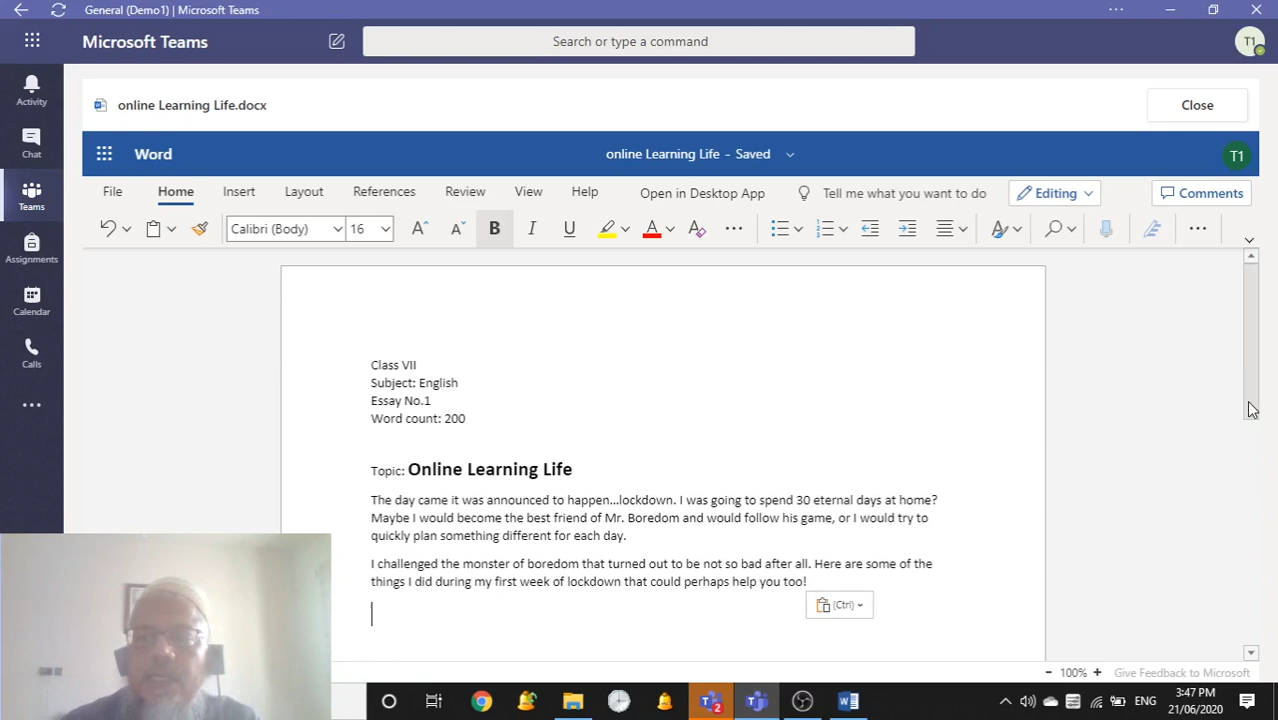 General (Demo1) | Microsoft Teams
Microsoft Teams
Search or type a command
T1
Activity
Chat
Teams
Assignments
Calendar
Calls
online Learning Life.docx
Close
Word
online Learning Life - Saved
T1
File Home Insert Layout References Review View Help Open in Desktop App Tell me what you want to do Editing Comments
Calibri (Body) 16 B I U A
Class VII
Subject: English
Essay No.1
Word count: 200
Topic: Online Learning Life
The day came it was announced to happen...lockdown. I was going to spend 30 eternal days at home?
Maybe I would become the best friend of Mr. Boredom and would follow his game, or I would try to
quickly plan something different for each day.
I challenged the monster of boredom that turned out to be not so bad after all. Here are some of the
things I did during my first week of lockdown that could perhaps help you too!
(Ctrl)
- 100% + Give Feedback to Microsoft
2
ENG
3:47 PM
21/06/2020